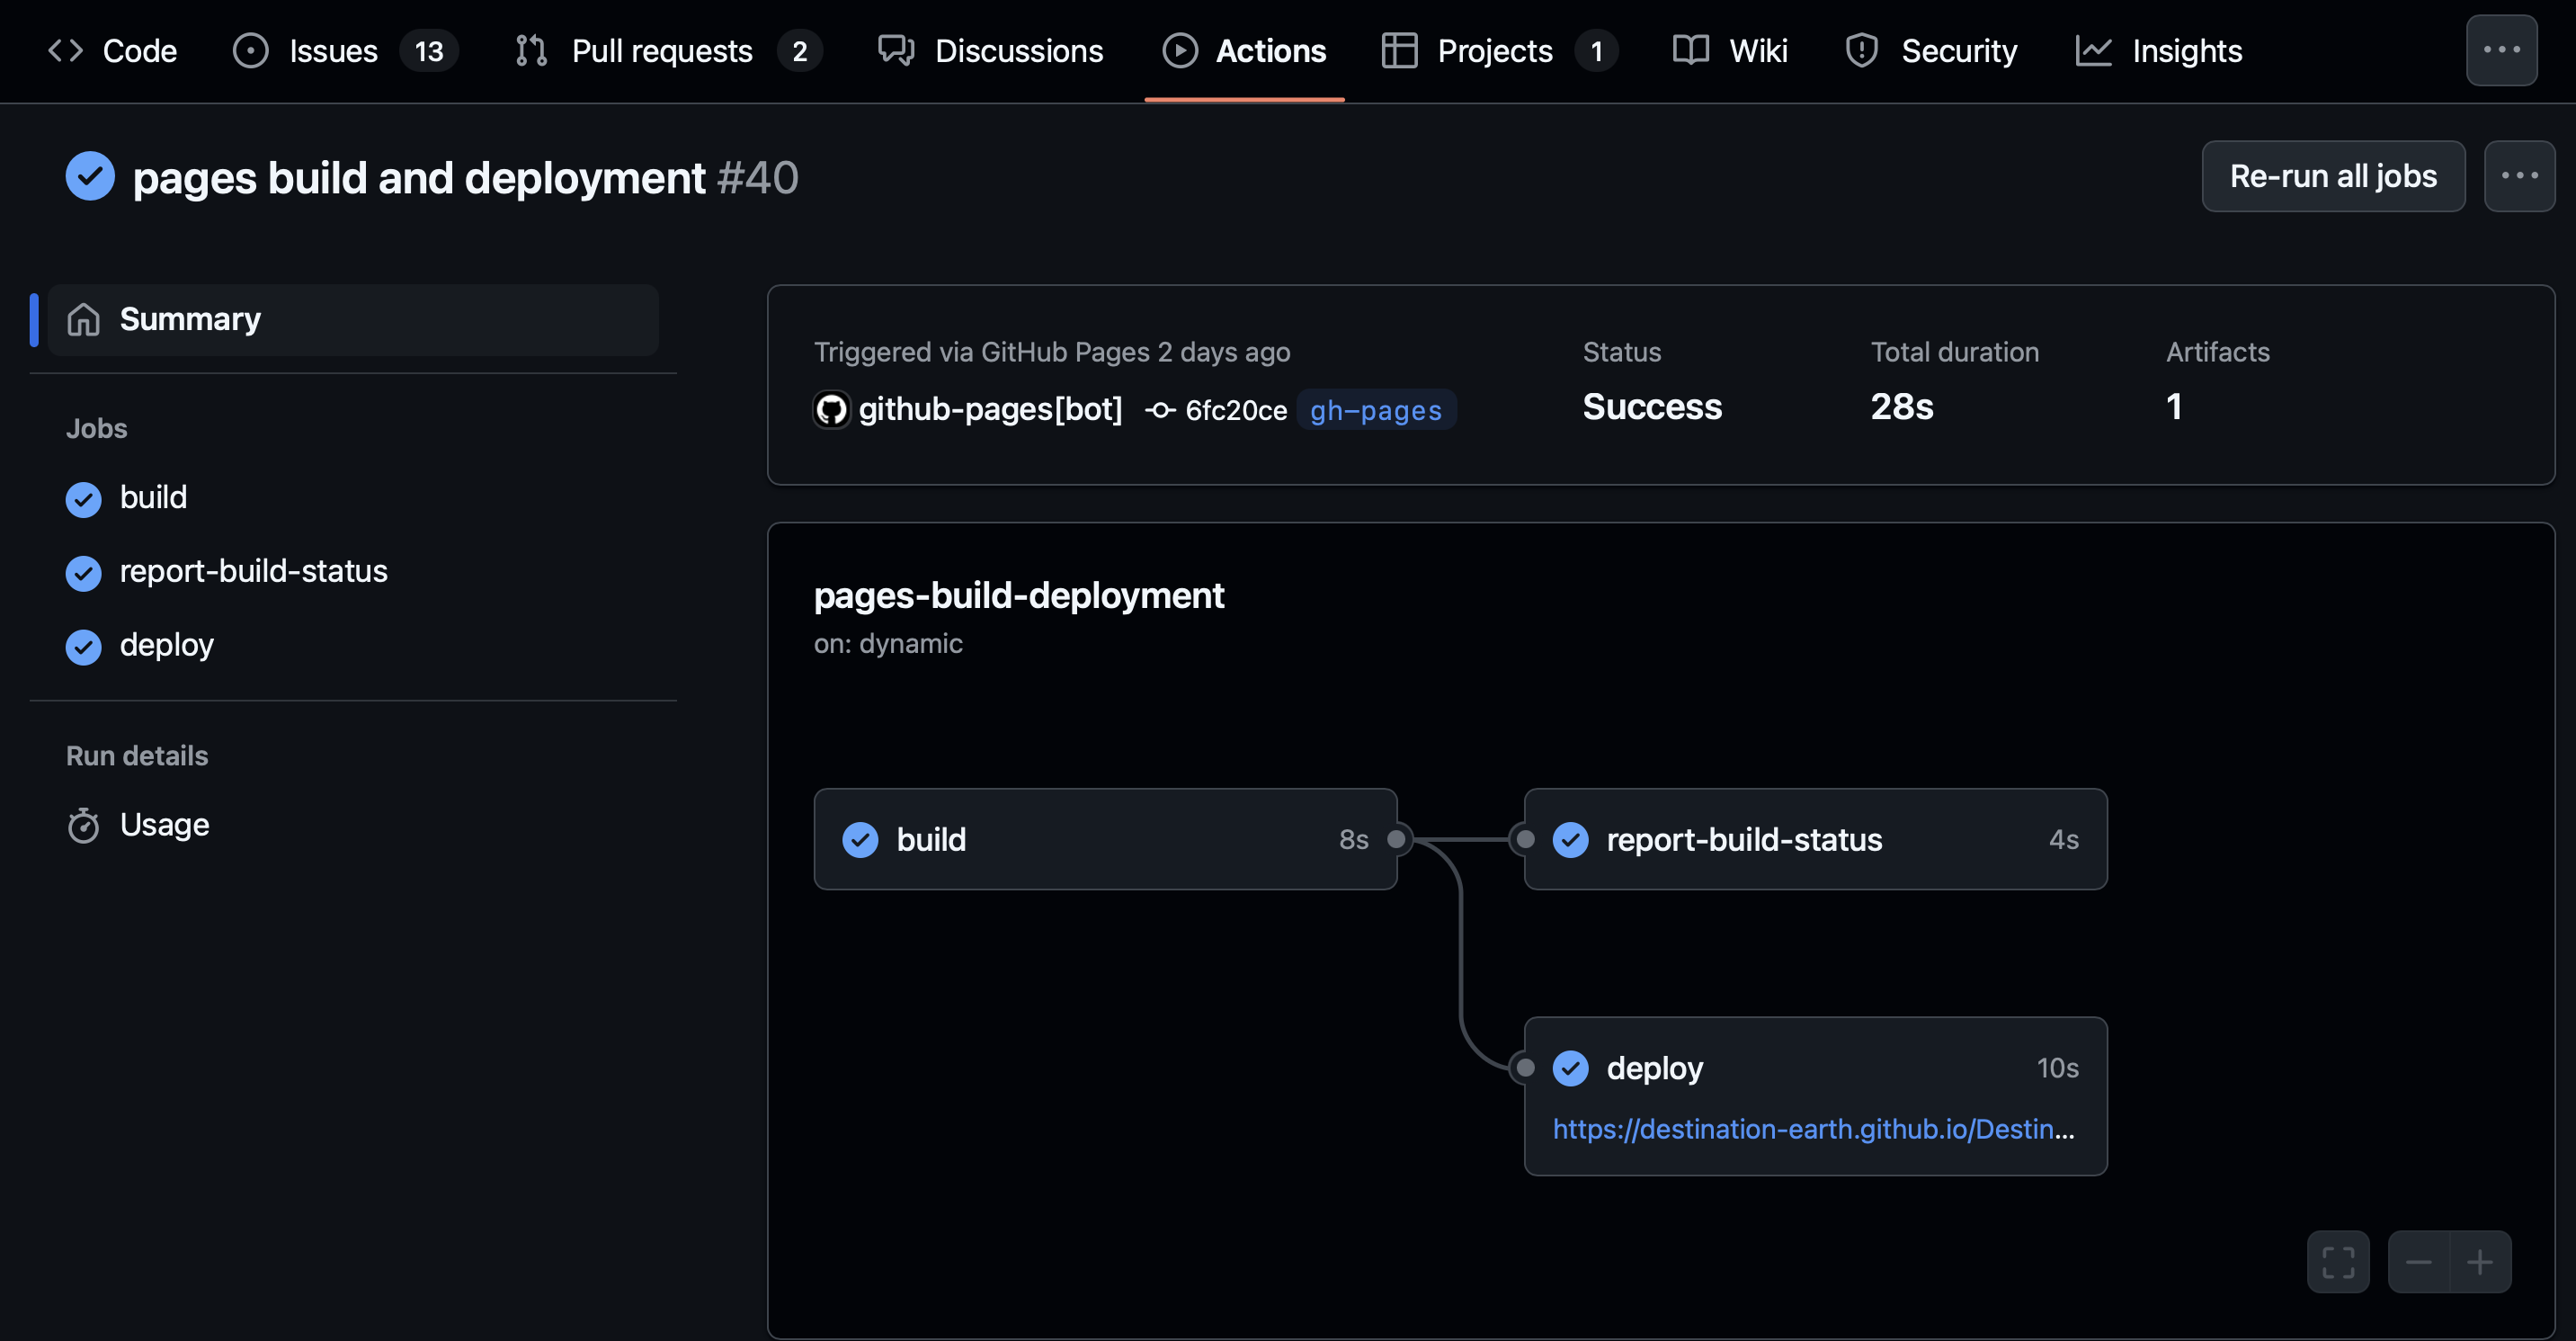 Code Issues 13 Pull requests 2 Discussions Actions Projects 1 Wiki Security Insights
pages build and deployment #40
Re-run all jobs
Summary
Jobs
build
report-build-status
deploy
Run details
Usage
Triggered via GitHub Pages 2 days ago
github-pages[bot] 6fc20ce gh-pages
Status
Success
Total duration
28s
Artifacts
1
pages-build-deployment
on: dynamic
build 8s
report-build-status 4s
deploy 10s
https://destination-earth.github.io/Destin...